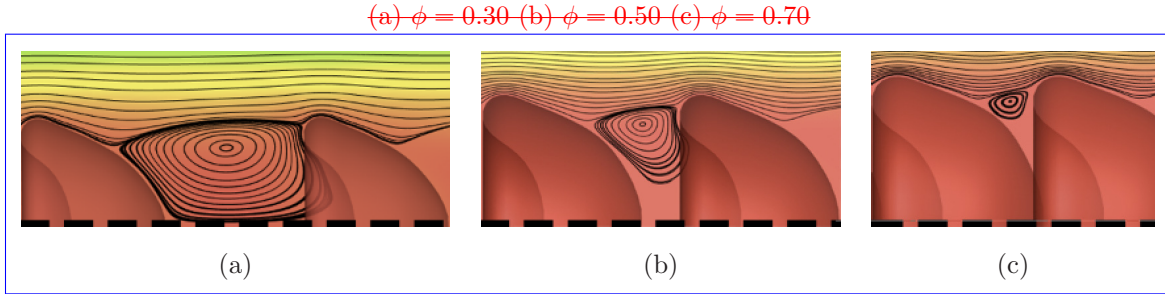 (a) ϕ = 0.30 (b) ϕ = 0.50 (c) ϕ = 0.70
(a) (b) (c)